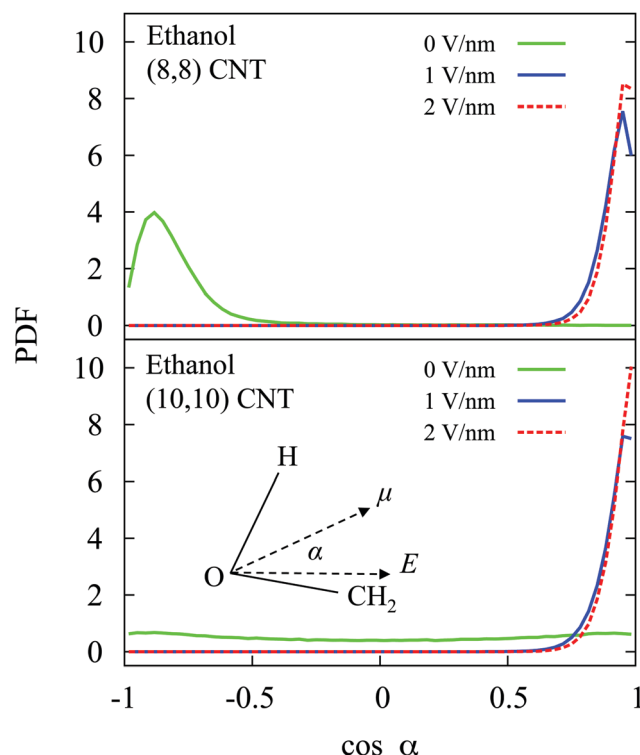 10
8
6
4
2
0
Ethanol
(8,8) CNT
0 V/nm
1 V/nm
2 V/nm
PDF
10
8
6
4
2
0
Ethanol
(10,10) CNT
0 V/nm
1 V/nm
2 V/nm
H
μ
α
O
E
CH₂
-1
-0.5
0
0.5
1
cos α